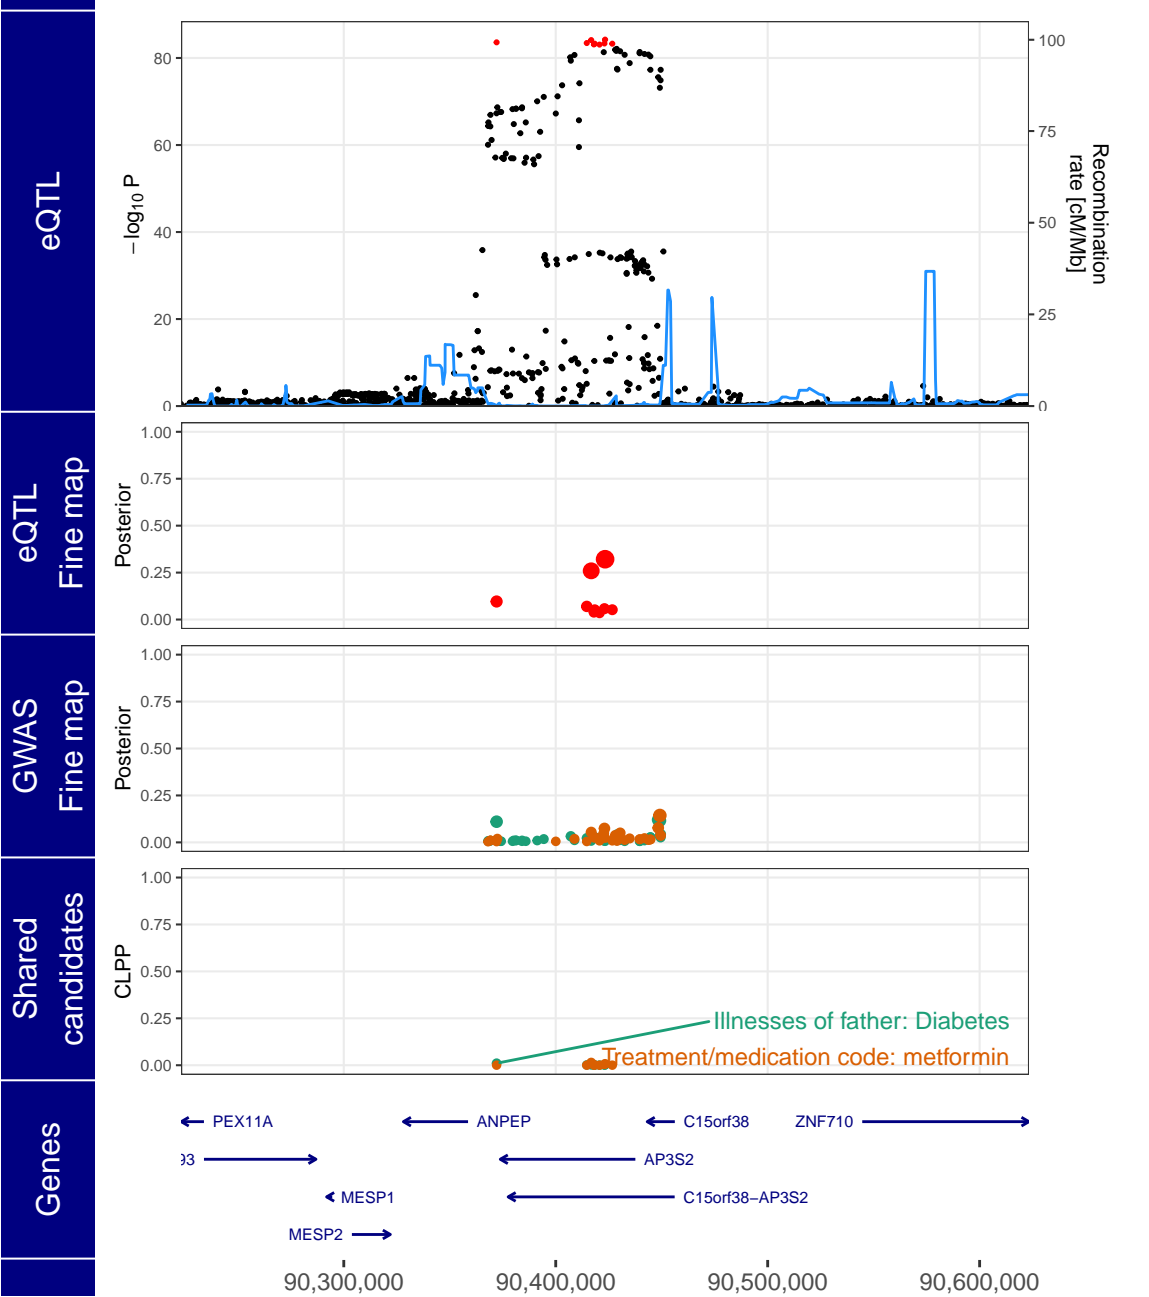 eQTL
−log10 P
80
60
40
20
0
100
75
50
25
0
Recombination
rate [cM/Mb]
eQTL
Fine map
Posterior
1.00
0.75
0.50
0.25
0.00
GWAS
Fine map
Posterior
1.00
0.75
0.50
0.25
0.00
Shared
candidates
CLPP
1.00
0.75
0.50
0.25
0.00
Illnesses of father: Diabetes
Treatment/medication code: metformin
Genes
PEX11A
ANPEP
C15orf38
ZNF710
93
AP3S2
MESP1
C15orf38−AP3S2
MESP2
90,300,000
90,400,000
90,500,000
90,600,000